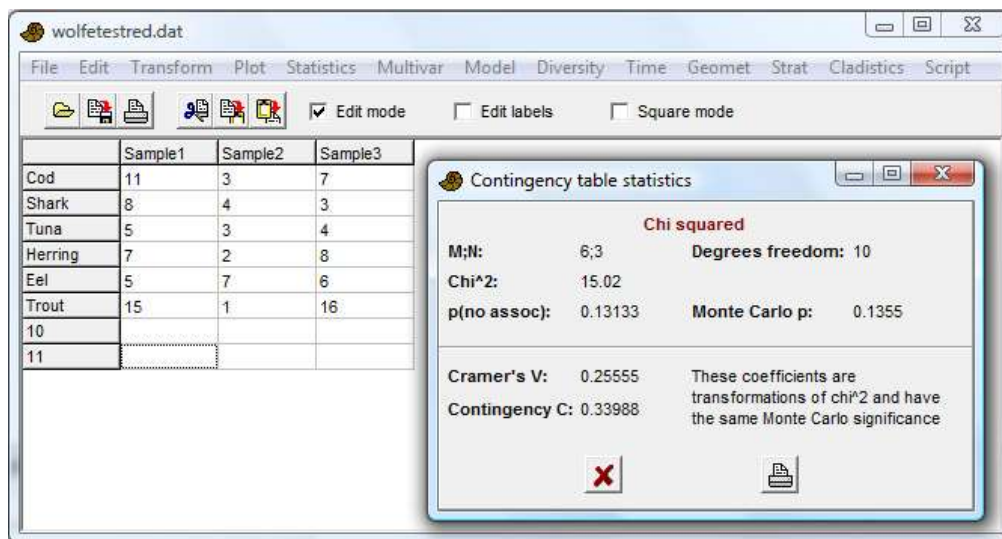 wolfetestred.dat
File Edit Transform Plot Statistics Multivar Model Diversity Time Geomet Strat Cladistics Script
Edit mode Edit labels Square mode
Sample1 Sample2 Sample3
Cod 11 3 7
Shark 8 4 3
Tuna 5 3 4
Herring 7 2 8
Eel 5 7 6
Trout 15 1 16
10
11
Contingency table statistics
Chi squared
M;N: 6;3 Degrees freedom: 10
Chi^2: 15.02
p(no assoc): 0.13133 Monte Carlo p: 0.1355
Cramer's V: 0.25555
Contingency C: 0.33988
These coefficients are
transformations of chi^2 and have
the same Monte Carlo significance